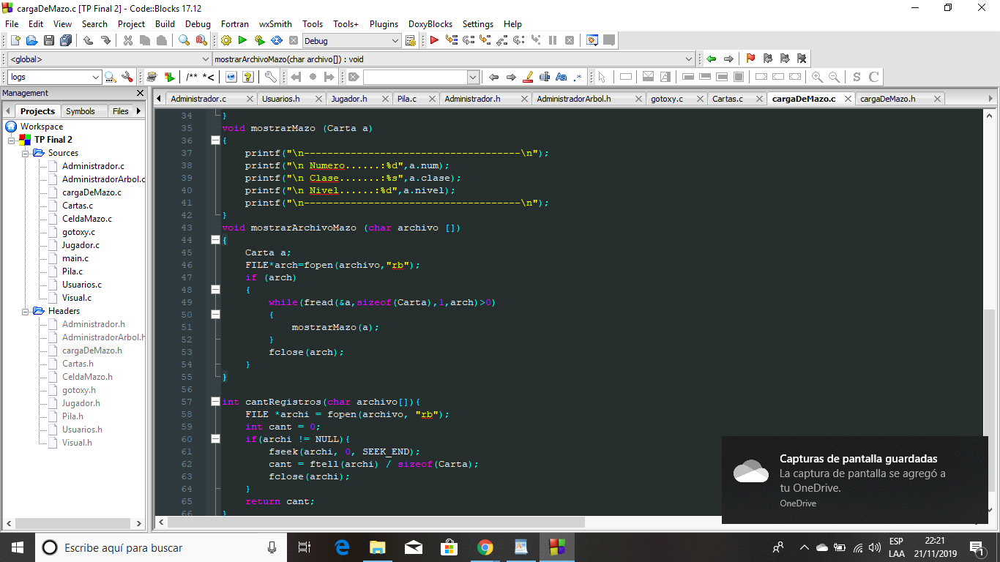 cargaDeMazo.c [TP Final 2] - Code::Blocks 17.12
File Edit View Search Project Build Debug Fortran wxSmith Tools Tools+ Plugins DoxyBlocks Settings Help
Debug
<global> mostrarArchivoMazo(char archivo[]) : void
logs /** *< Aa .* S C
Management
Projects Symbols Files
Administrador.c Usuarios.h Jugador.h Pila.c Administrador.h AdministradorArbol.h gotoxy.c Cartas.c cargaDeMazo.c cargaDeMazo.h
Workspace
TP Final 2
Sources
Administrador.c
AdministradorArbol.c
cargaDeMazo.c
Cartas.c
CeldaMazo.c
gotoxy.c
Jugador.c
main.c
Pila.c
Usuarios.c
Visual.c
Headers
Administrador.h
AdministradorArbol.h
cargaDeMazo.h
Cartas.h
CeldaMazo.h
gotoxy.h
Jugador.h
Pila.h
Usuarios.h
Visual.h
34 }
35 void mostrarMazo (Carta a)
36 {
37 printf("\n-------------------------------------\n");
38 printf("\n Numero......:%d",a.num);
39 printf("\n Clase.......:%s",a.clase);
40 printf("\n Nivel......:%d",a.nivel);
41 printf("\n-------------------------------------\n");
42 }
43 void mostrarArchivoMazo (char archivo [])
44 {
45 Carta a;
46 FILE*arch=fopen(archivo,"rb");
47 if (arch)
48 {
49 while(fread(&a,sizeof(Carta),1,arch)>0)
50 {
51 mostrarMazo(a);
52 }
53 fclose(arch);
54 }
55 }
56
57 int cantRegistros(char archivo[]){
58 FILE *archi = fopen(archivo, "rb");
59 int cant = 0;
60 if(archi != NULL){
61 fseek(archi, 0, SEEK_END);
62 cant = ftell(archi) / sizeof(Carta);
63 fclose(archi);
64 }
65 return cant;
66 }
Capturas de pantalla guardadas
La captura de pantalla se agregó a
tu OneDrive.
OneDrive
Escribe aquí para buscar
ESP
LAA
22:21
21/11/2019
1